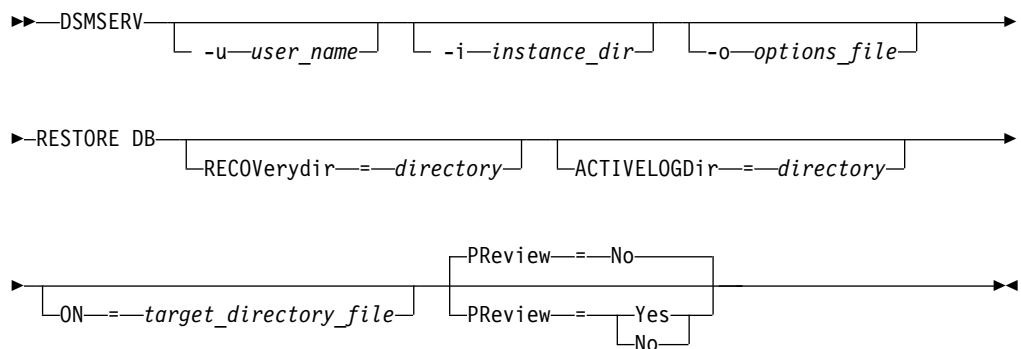 DSMSERV
-u user_name -i instance_dir -o options_file
RESTORE DB
RECOVerydir = directory ACTIVELOGDir = directory
PReview = No
ON = target_directory_file PReview = Yes
No